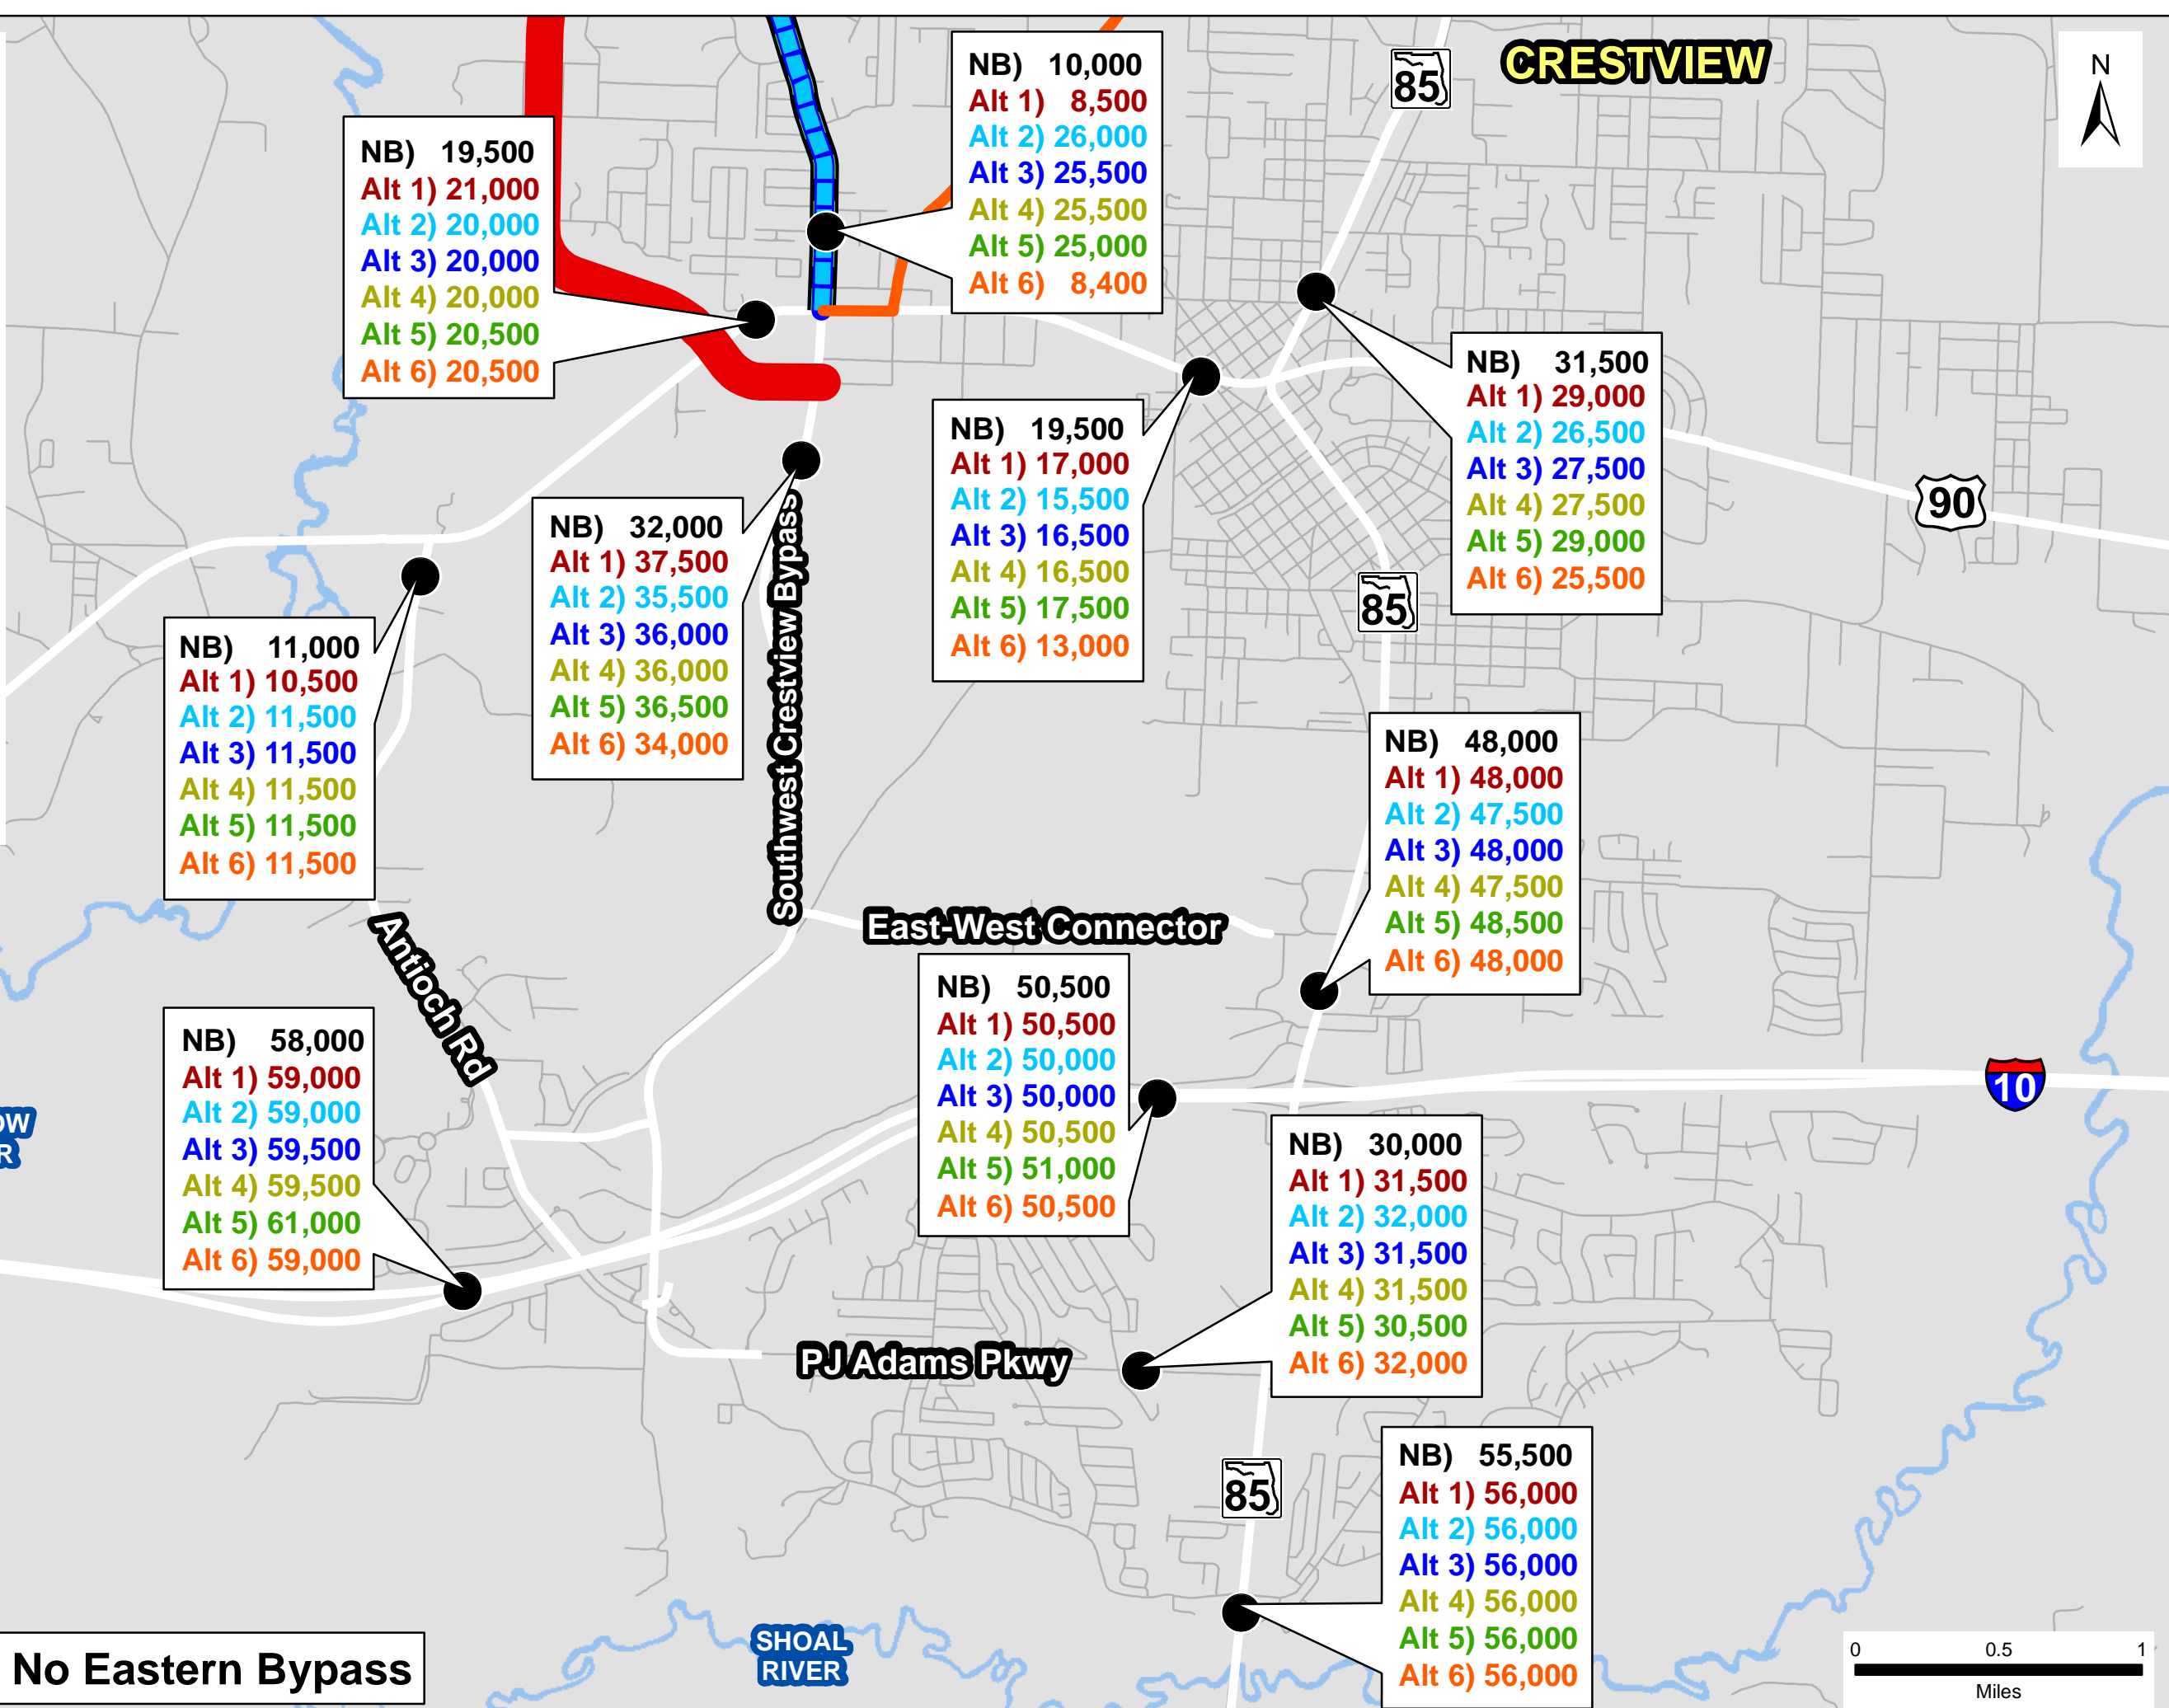 CRESTVIEW
85
N
NB) 10,000
Alt 1) 8,500
Alt 2) 26,000
Alt 3) 25,500
Alt 4) 25,500
Alt 5) 25,000
Alt 6) 8,400
NB) 19,500
Alt 1) 21,000
Alt 2) 20,000
Alt 3) 20,000
Alt 4) 20,000
Alt 5) 20,500
Alt 6) 20,500
NB) 31,500
Alt 1) 29,000
Alt 2) 26,500
Alt 3) 27,500
Alt 4) 27,500
Alt 5) 29,000
Alt 6) 25,500
NB) 19,500
Alt 1) 17,000
Alt 2) 15,500
Alt 3) 16,500
Alt 4) 16,500
Alt 5) 17,500
Alt 6) 13,000
90
NB) 32,000
Alt 1) 37,500
Alt 2) 35,500
Alt 3) 36,000
Alt 4) 36,000
Alt 5) 36,500
Alt 6) 34,000
Southwest Crestview Bypass
85
NB) 11,000
Alt 1) 10,500
Alt 2) 11,500
Alt 3) 11,500
Alt 4) 11,500
Alt 5) 11,500
Alt 6) 11,500
NB) 48,000
Alt 1) 48,000
Alt 2) 47,500
Alt 3) 48,000
Alt 4) 47,500
Alt 5) 48,500
Alt 6) 48,000
East-West Connector
Antioch Rd
NB) 50,500
Alt 1) 50,500
Alt 2) 50,000
Alt 3) 50,000
Alt 4) 50,500
Alt 5) 51,000
Alt 6) 50,500
NB) 58,000
Alt 1) 59,000
Alt 2) 59,000
Alt 3) 59,500
Alt 4) 59,500
Alt 5) 61,000
Alt 6) 59,000
10
NB) 30,000
Alt 1) 31,500
Alt 2) 32,000
Alt 3) 31,500
Alt 4) 31,500
Alt 5) 30,500
Alt 6) 32,000
PJ Adams Pkwy
85
NB) 55,500
Alt 1) 56,000
Alt 2) 56,000
Alt 3) 56,000
Alt 4) 56,000
Alt 5) 56,000
Alt 6) 56,000
SHOAL
RIVER
No Eastern Bypass
0 0.5 1
Miles